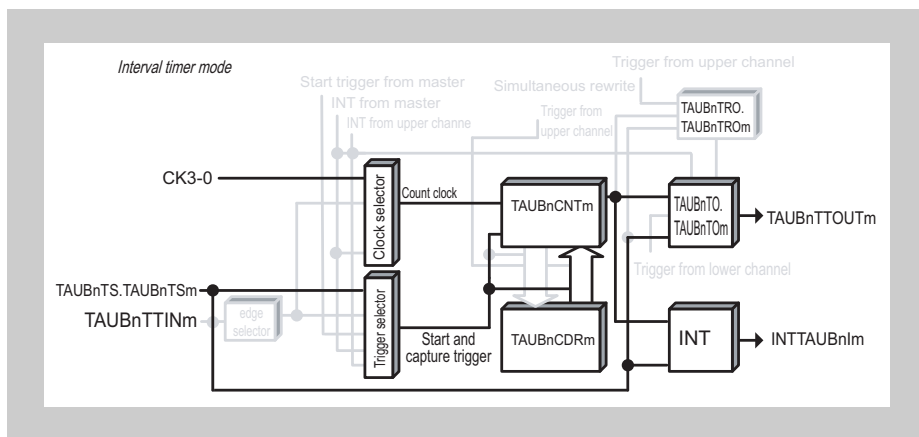 Interval timer mode
Trigger from upper channel
Start trigger from master
Simultaneous rewrite
INT from master
Trigger from
upper channel
INT from upper channe
TAUBnTRO.
TAUBnTROm
CK3-0
Clock selector
Count clock
TAUBnCNTm
TAUBnTO.
TAUBnTOm
TAUBnTTOUTm
Trigger from lower channel
TAUBnTS.TAUBnTSm
TAUBnTTINm
edge
selector
Trigger selector
Start and
capture trigger
TAUBnCDRm
INT
INTTAUBnIm